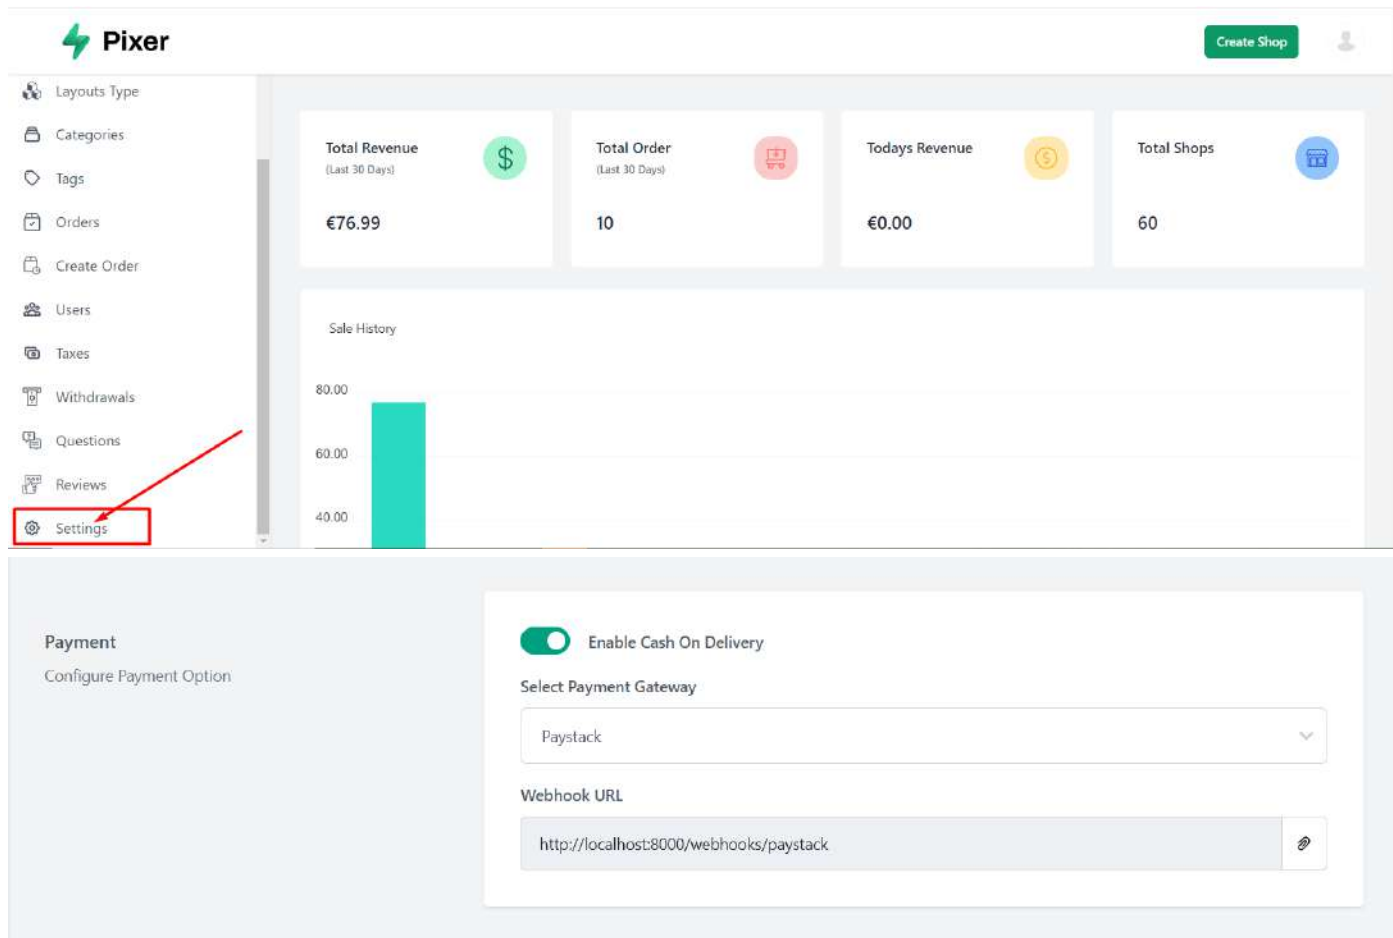 Pixer
Create Shop
Layouts Type
Categories
Tags
Orders
Create Order
Users
Taxes
Withdrawals
Questions
Reviews
Settings
Total Revenue
(Last 30 Days)
€76.99
Total Order
(Last 30 Days)
10
Todays Revenue
€0.00
Total Shops
60
Sale History
80.00
60.00
40.00
Payment
Configure Payment Option
Enable Cash On Delivery
Select Payment Gateway
Paystack
Webhook URL
http://localhost:8000/webhooks/paystack